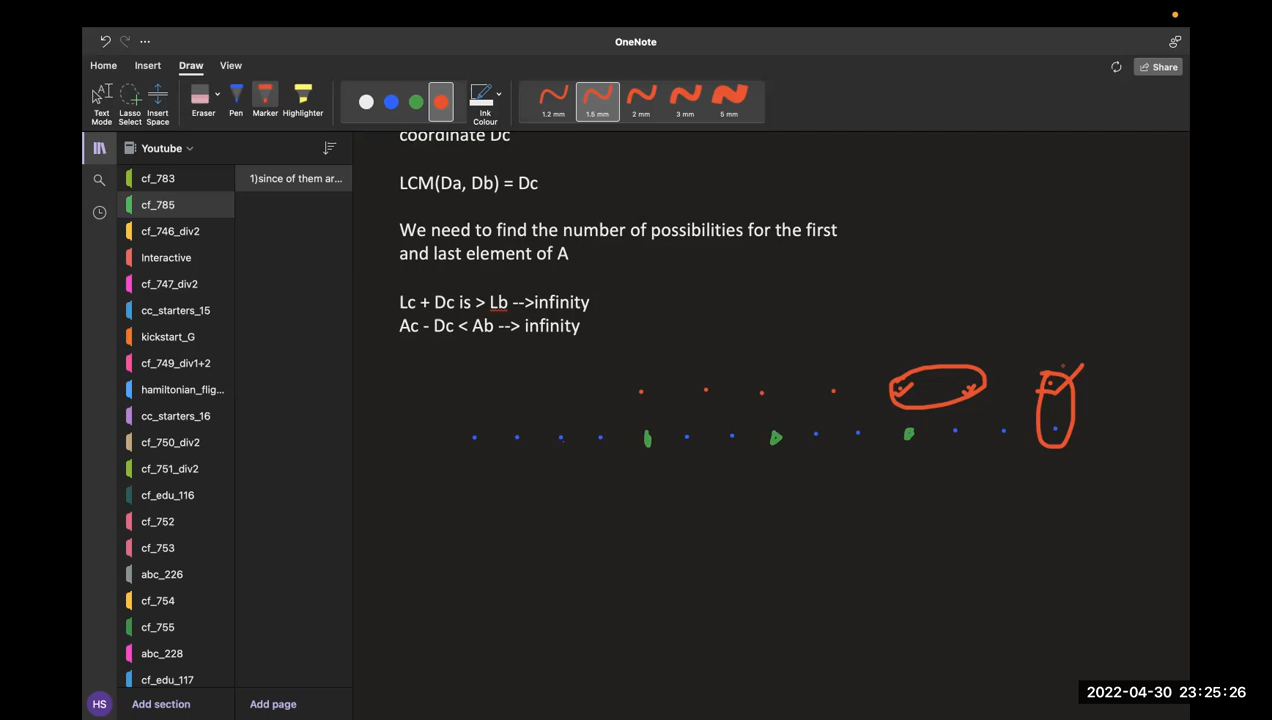 OneNote
Home
Insert
Draw
View
Share
Text Mode
Lasso Select
Insert Space
Eraser
Pen
Marker
Highlighter
Ink Colour
1.2 mm
1.5 mm
2 mm
3 mm
5 mm
Youtube
cf_783
cf_785
cf_746_div2
Interactive
cf_747_div2
cc_starters_15
kickstart_G
cf_749_div1+2
hamiltonian_flig...
cc_starters_16
cf_750_div2
cf_751_div2
cf_edu_116
cf_752
cf_753
abc_226
cf_754
cf_755
abc_228
cf_edu_117
HS
Add section
1)since of them ar...
Add page
coordinate Dc
LCM(Da, Db) = Dc
We need to find the number of possibilities for the first
and last element of A
Lc + Dc is > Lb -->infinity
Ac - Dc < Ab --> infinity
2022-04-30 23:25:26